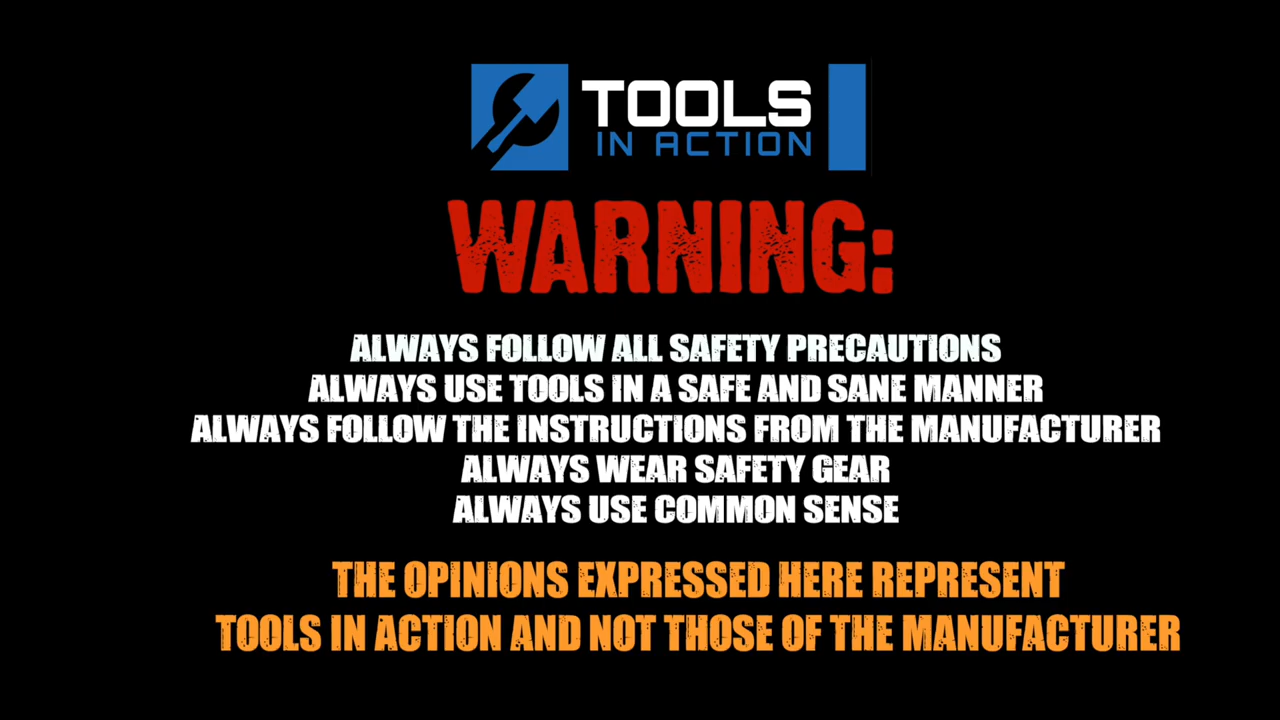 TOOLS
IN ACTION
WARNING:
ALWAYS FOLLOW ALL SAFETY PRECAUTIONS
ALWAYS USE TOOLS IN A SAFE AND SANE MANNER
ALWAYS FOLLOW THE INSTRUCTIONS FROM THE MANUFACTURER
ALWAYS WEAR SAFETY GEAR
ALWAYS USE COMMON SENSE
THE OPINIONS EXPRESSED HERE REPRESENT
TOOLS IN ACTION AND NOT THOSE OF THE MANUFACTURER